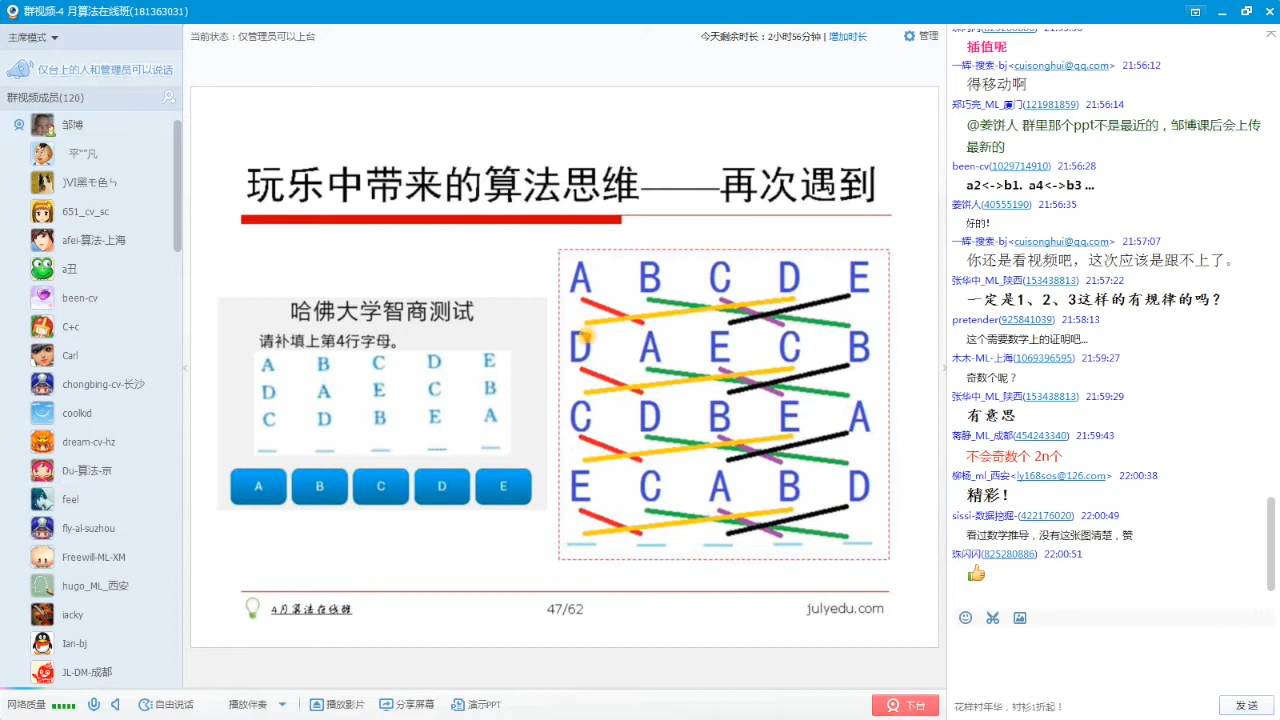 群视频-4 月算法在线班(181363031)
主席模式
仅台上的人和管理员可以说话
群视频成员(120)
邹博
651_cv_sc
afei-算法-上海
a丑
been-cv
C+c
Carl
chongbing-cv-长沙
cookid
dream-cv-hz
Du-算法-京
feel
fly-ai-suzhou
Freewill-ML-XM
hugo_ML_西安
iacky
Ian-bj
JL-DM-成都
网络质量
自由说话
当前状态：仅管理员可以上台
今天剩余时长：2小时56分钟 | 增加时长
管理
玩乐中带来的算法思维——再次遇到
哈佛大学智商测试
请补填上第4行字母。
A B C D E
D A E C B
C D B E A
A B C D E
A B C D E
D A E C B
C D B E A
E C A B D
4月算法在线班
47/62
julyedu.com
播放伴奏
播放影片
分享屏幕
演示PPT
下台
插值呢
一辉-搜索-bj<cuisonghui@qq.com> 21:56:12
得移动啊
郑巧亮_ML_厦门(121981859) 21:56:14
@姜饼人 群里那个ppt不是最近的，邹博课后会上传
最新的
been-cv(1029714910) 21:56:28
a2<->b1. a4<->b3 ...
姜饼人(40555190) 21:56:35
好的!
一辉-搜索-bj<cuisonghui@qq.com> 21:57:07
你还是看视频吧，这次应该是跟不上了。
张华中_ML_陕西(153438813) 21:57:22
一定是1、2、3这样的有规律的吗？
pretender(925841039) 21:58:13
这个需要数学上的证明吧...
木木-ML-上海(1069396595) 21:59:27
奇数个呢？
张华中_ML_陕西(153438813) 21:59:29
有意思
蒋静_ML_成都(454243340) 21:59:43
不会奇数个 2n个
柳杨_ml_西安<ly168sos@126.com> 22:00:38
精彩！
sissi-数据挖掘-(422176020) 22:00:49
看过数学推导，没有这张图清楚，赞
珠闪闪(825280886) 22:00:51
花样衬年华，衬衫1折起！
发送